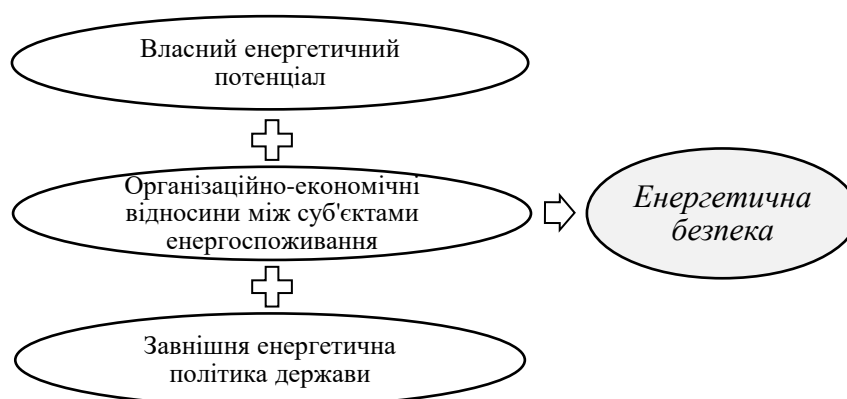 Власний енергетичний
потенціал
Організаційно-економічні
відносини між суб'єктами
енергоспоживання
Енергетична
безпека
Завнішня енергетична
політика держави